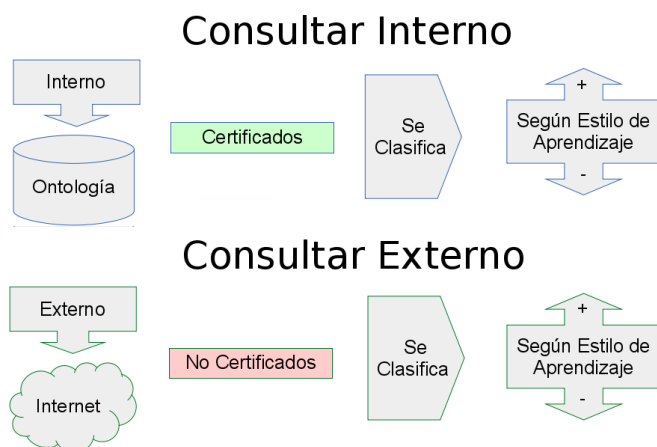 Consultar Interno
Interno
Ontología
Certificados
Se
Clasifica
+
Según Estilo de
Aprendizaje
-
Consultar Externo
Externo
Internet
No Certificados
Se
Clasifica
+
Según Estilo de
Aprendizaje
-